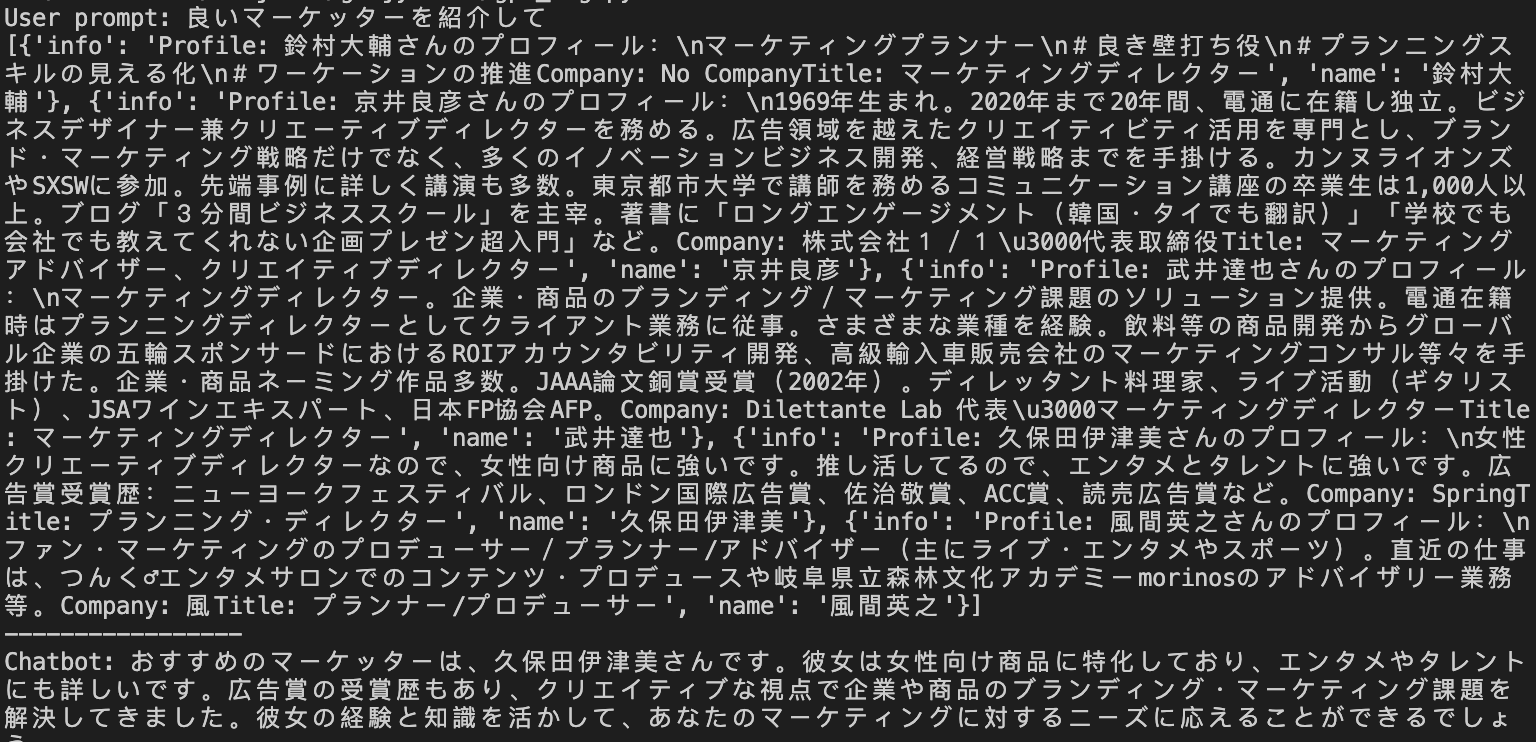 User prompt: 良いマーケッターを紹介して
[{'info': 'Profile: 鈴村大輔さんのプロフィール: \nマーケティングプランナー\n#良き壁打ち役\n#プランニングス
キルの見える化\n#ワーケーションの推進Company: No CompanyTitle: マーケティングディレクター', 'name': '鈴村大
輔'}, {'info': 'Profile: 京井良彦さんのプロフィール: \n1969年生まれ。2020年まで20年間、電通に在籍し独立。ビジ
ネスデザイナー兼クリエーティブディレクターを務める。広告領域を越えたクリエイティビティ活用を専門とし、ブラン
ド・マーケティング戦略だけでなく、多くのイノベーションビジネス開発、経営戦略までを手掛ける。カンヌライオンズ
やSXSWに参加。先端事例に詳しく講演も多数。東京都市大学で講師を務めるコミュニケーション講座の卒業生は1,000人以
上。ブログ「３分間ビジネススクール」を主宰。著書に「ロングエンゲージメント（韓国・タイでも翻訳）」「学校でも
会社でも教えてくれない企画プレゼン超入門」など。Company: 株式会社１／１\u3000代表取締役Title: マーケティング
アドバイザー、クリエイティブディレクター', 'name': '京井良彦'}, {'info': 'Profile: 武井達也さんのプロフィール
: \nマーケティングディレクター。企業・商品のブランディング／マーケティング課題のソリューション提供。電通在籍
時はプランニングディレクターとしてクライアント業務に従事。さまざまな業種を経験。飲料等の商品開発からグローバ
ル企業の五輪スポンサードにおけるROIアカウンタビリティ開発、高級輸入車販売会社のマーケティングコンサル等々を手
掛けた。企業・商品ネーミング作品多数。JAAA論文銅賞受賞（2002年）。ディレッタント料理家、ライブ活動（ギタリス
ト）、JSAワインエキスパート、日本FP協会AFP。Company: Dilettante Lab 代表\u3000マーケティングディレクターTitle
: マーケティングディレクター', 'name': '武井達也'}, {'info': 'Profile: 久保田伊津美さんのプロフィール: \n女性
クリエーティブディレクターなので、女性向け商品に強いです。推し活してるので、エンタメとタレントに強いです。広
告賞受賞歴: ニューヨークフェスティバル、ロンドン国際広告賞、佐治敬賞、ACC賞、読売広告賞など。Company: SpringT
itle: プランニング・ディレクター', 'name': '久保田伊津美'}, {'info': 'Profile: 風間英之さんのプロフィール: \n
ファン・マーケティングのプロデューサー／プランナー/アドバイザー（主にライブ・エンタメやスポーツ）。直近の仕事
は、つんく♂エンタメサロンでのコンテンツ・プロデュースや岐阜県立森林文化アカデミーmorinosのアドバイザリー業務
等。Company: 風Title: プランナー/プロデューサー', 'name': '風間英之'}]
-----------------
Chatbot: おすすめのマーケッターは、久保田伊津美さんです。彼女は女性向け商品に特化しており、エンタメやタレント
にも詳しいです。広告賞の受賞歴もあり、クリエイティブな視点で企業や商品のブランディング・マーケティング課題を
解決してきました。彼女の経験と知識を活かして、あなたのマーケティングに対するニーズに応えることができるでしょ